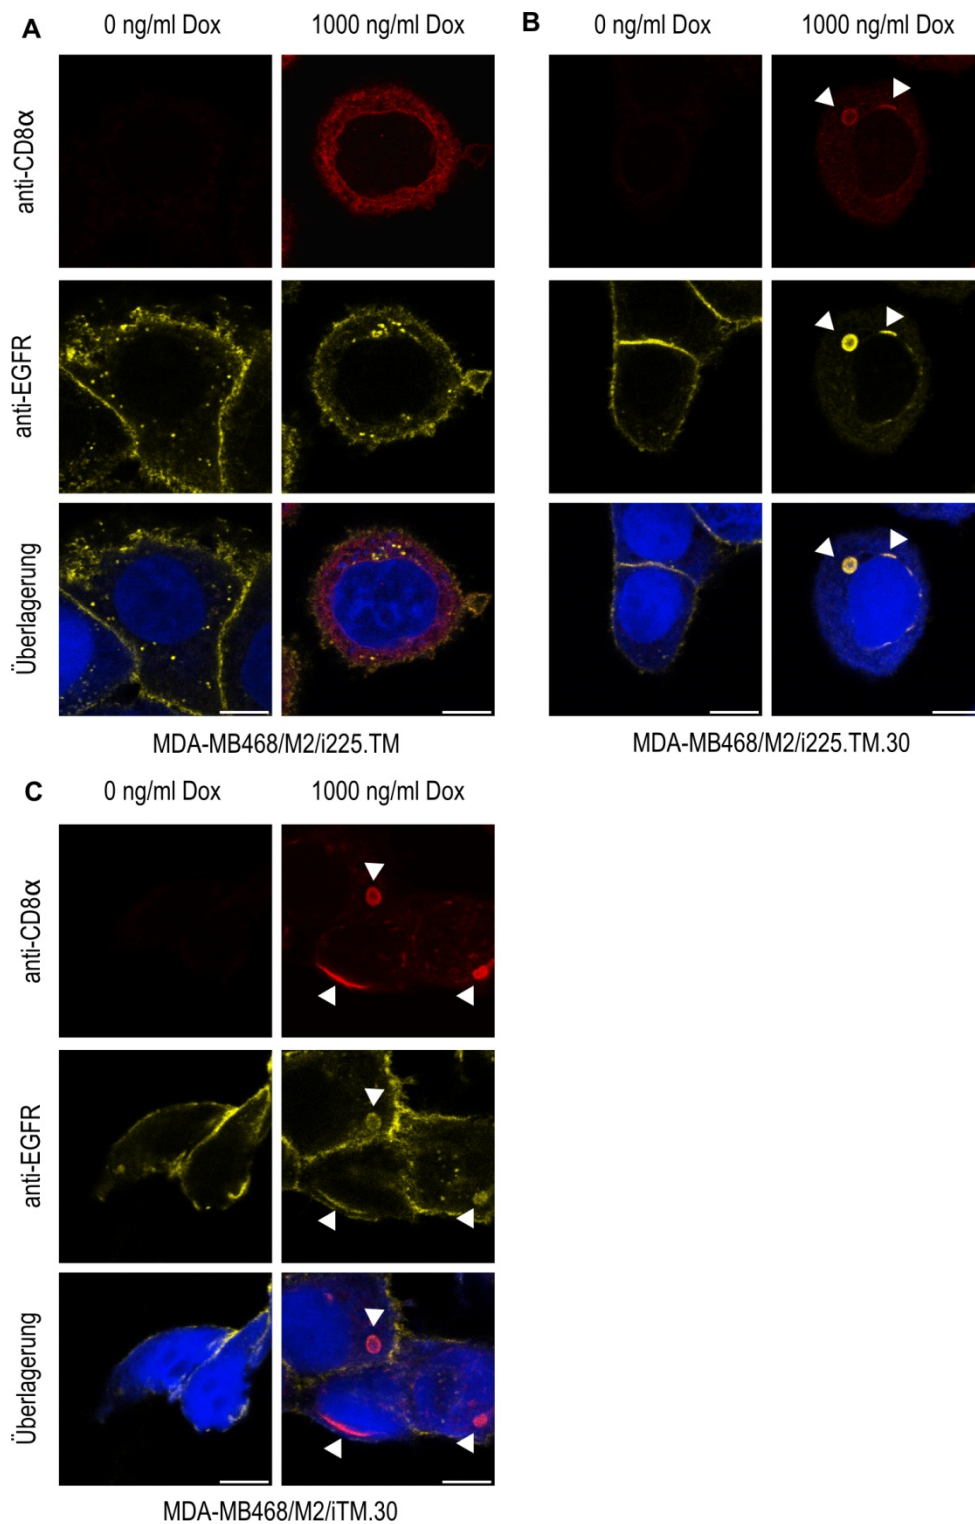 A
0 ng/ml Dox
1000 ng/ml Dox
anti-CD8α
anti-EGFR
Überlagerung
MDA-MB468/M2/i225.TM
B
0 ng/ml Dox
1000 ng/ml Dox
MDA-MB468/M2/i225.TM.30
C
0 ng/ml Dox
1000 ng/ml Dox
anti-CD8α
anti-EGFR
Überlagerung
MDA-MB468/M2/iTM.30